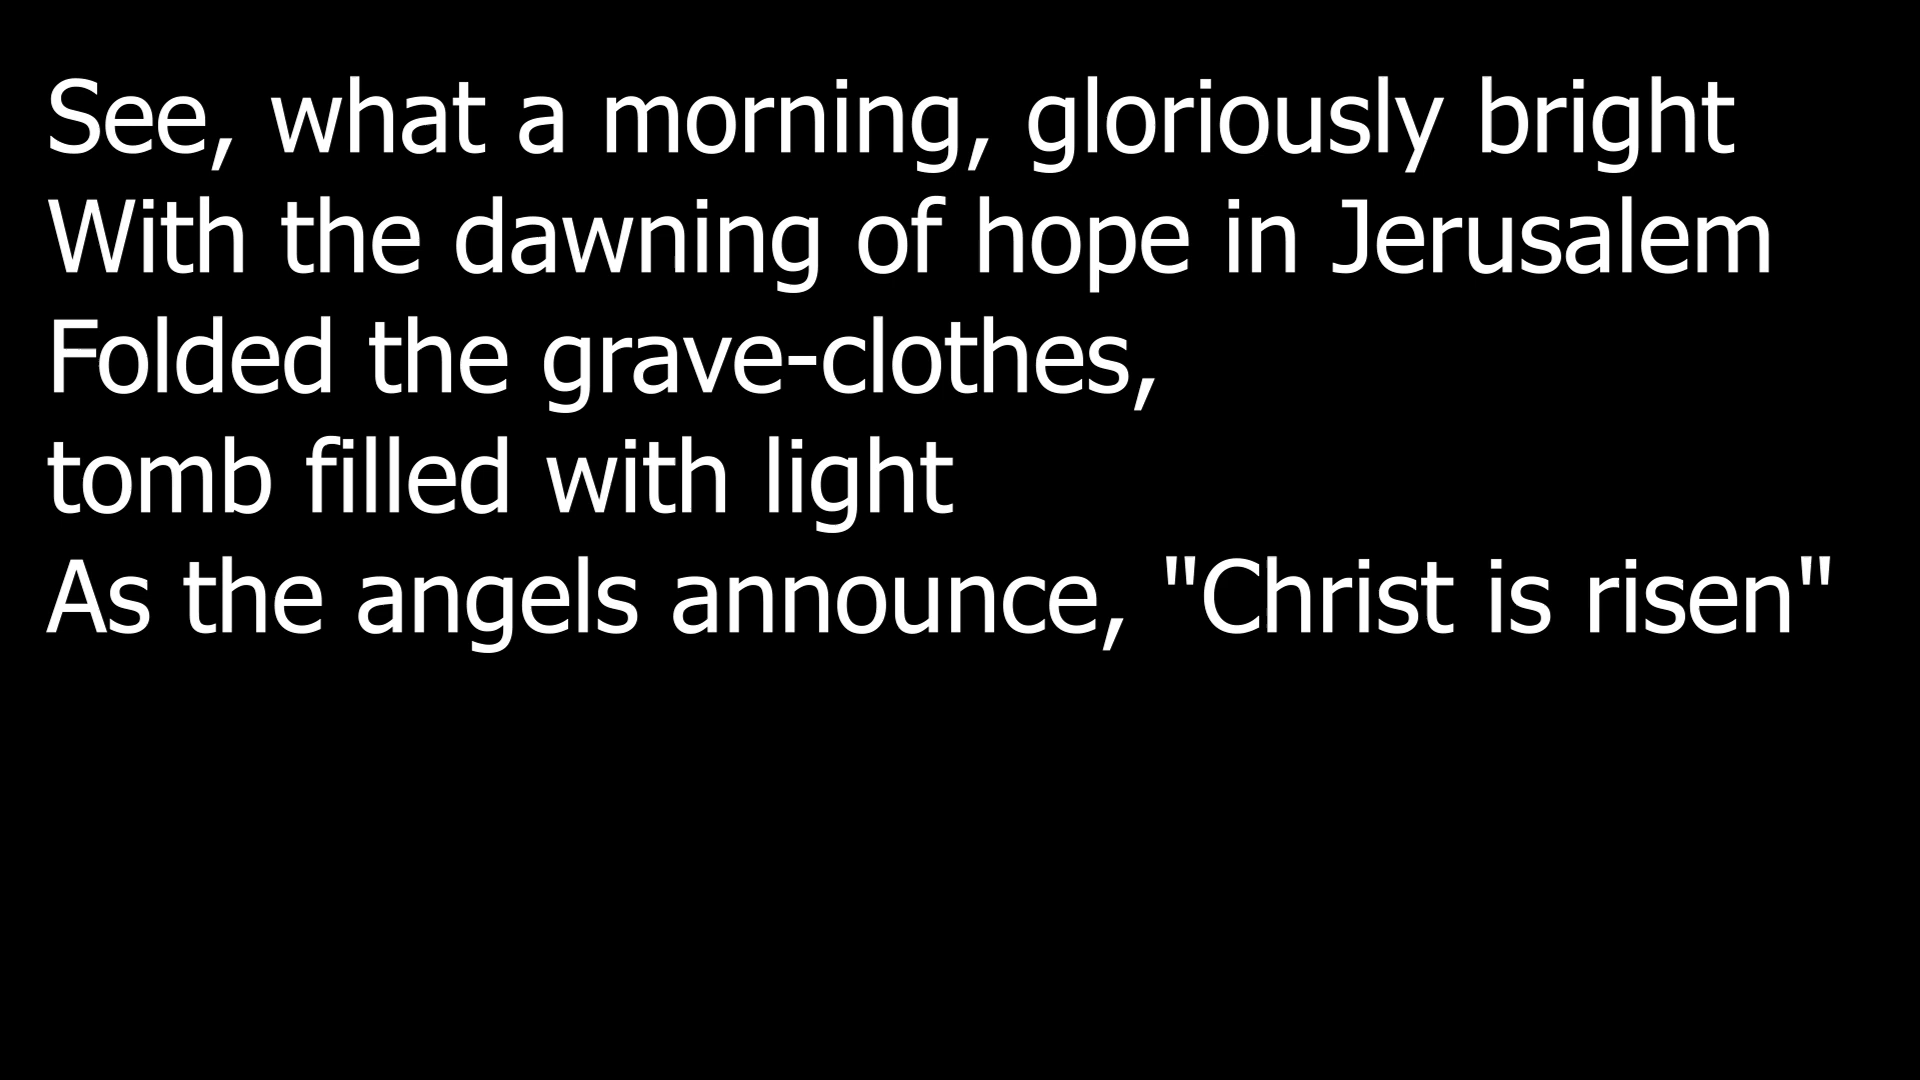 See, what a morning, gloriously bright
With the dawning of hope in Jerusalem
Folded the grave-clothes,
tomb filled with light
As the angels announce, "Christ is risen"